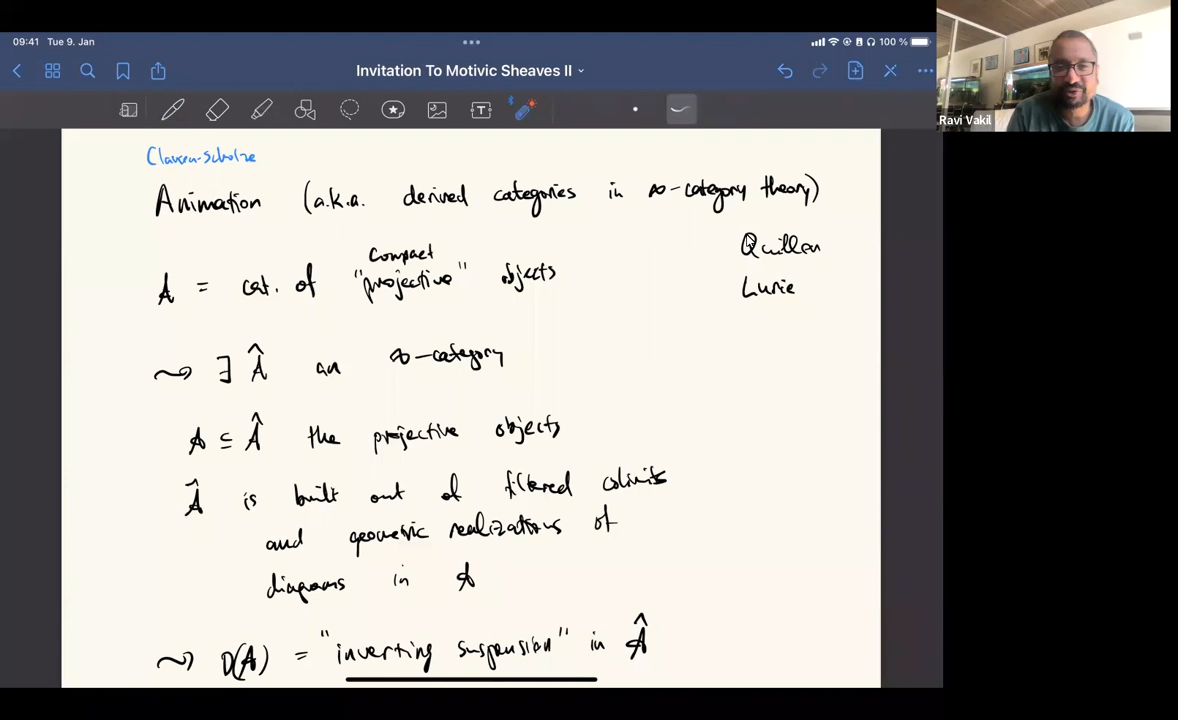 09:41 Tue 9. Jan
100 %
Invitation To Motivic Sheaves II
Ravi Vakil
Clausen-Scholze
Animation (a.k.a. derived categories in ∞-category theory)
Quillen
Lurie
compact
A = cat. of "projective" objects
⇝ ∃ Â an ∞-category
A ⊆ Â the projective objects
Â is built out of filtered colimits
and geometric realizations of
diagrams in A
⇝ D(A) = "inverting suspension" in Â